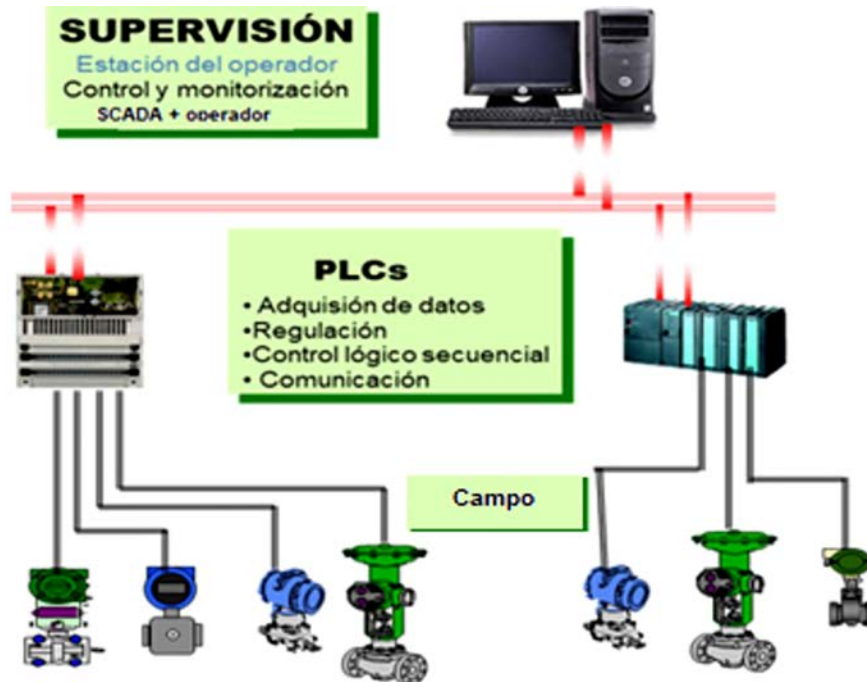 SUPERVISIÓN
Estación del operador
Control y monitorización
SCADA + operador
PLCs
• Adquisión de datos
• Regulación
• Control lógico secuencial
• Comunicación
Campo